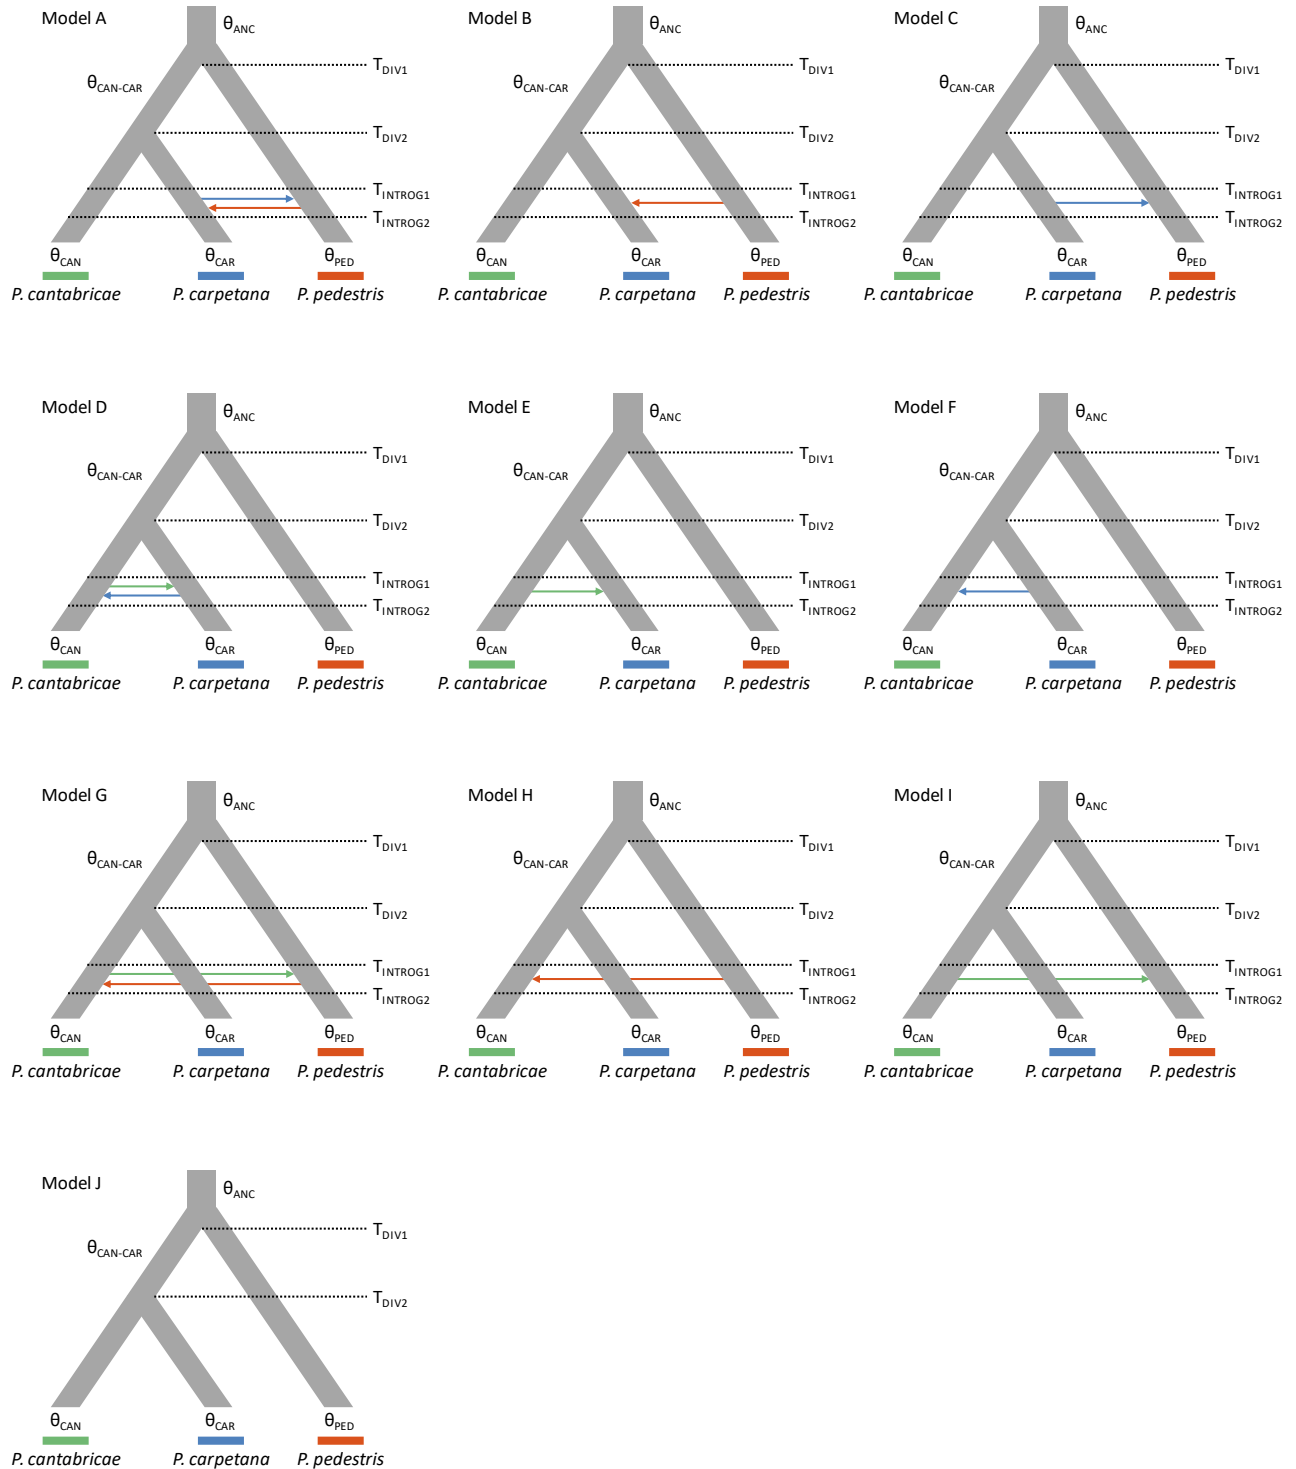 Model A
θANC
TDIV1
θCAN-CAR
TDIV2
TINTROG1
TINTROG2
θCAN
θCAR
θPED
P. cantabricae
P. carpetana
P. pedestris
Model B
θANC
TDIV1
θCAN-CAR
TDIV2
TINTROG1
TINTROG2
θCAN
θCAR
θPED
P. cantabricae
P. carpetana
P. pedestris
Model C
θANC
TDIV1
θCAN-CAR
TDIV2
TINTROG1
TINTROG2
θCAN
θCAR
θPED
P. cantabricae
P. carpetana
P. pedestris
Model D
θANC
TDIV1
θCAN-CAR
TDIV2
TINTROG1
TINTROG2
θCAN
θCAR
θPED
P. cantabricae
P. carpetana
P. pedestris
Model E
θANC
TDIV1
θCAN-CAR
TDIV2
TINTROG1
TINTROG2
θCAN
θCAR
θPED
P. cantabricae
P. carpetana
P. pedestris
Model F
θANC
TDIV1
θCAN-CAR
TDIV2
TINTROG1
TINTROG2
θCAN
θCAR
θPED
P. cantabricae
P. carpetana
P. pedestris
Model G
θANC
TDIV1
θCAN-CAR
TDIV2
TINTROG1
TINTROG2
θCAN
θCAR
θPED
P. cantabricae
P. carpetana
P. pedestris
Model H
θANC
TDIV1
θCAN-CAR
TDIV2
TINTROG1
TINTROG2
θCAN
θCAR
θPED
P. cantabricae
P. carpetana
P. pedestris
Model I
θANC
TDIV1
θCAN-CAR
TDIV2
TINTROG1
TINTROG2
θCAN
θCAR
θPED
P. cantabricae
P. carpetana
P. pedestris
Model J
θANC
TDIV1
θCAN-CAR
TDIV2
θCAN
θCAR
θPED
P. cantabricae
P. carpetana
P. pedestris